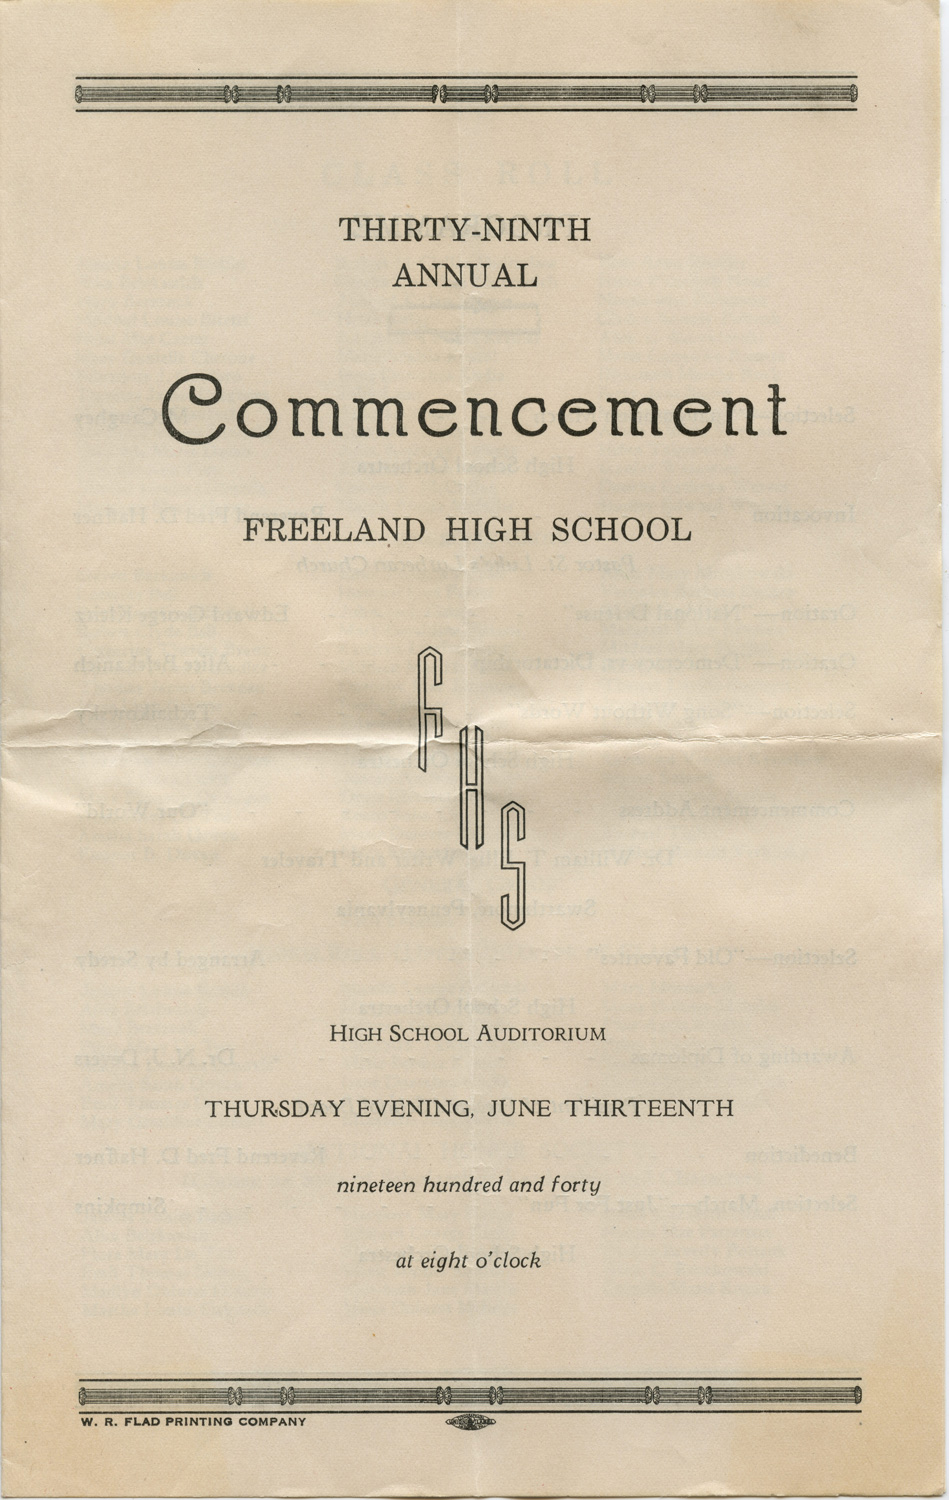 THIRTY-NINTH
ANNUAL
Commencement
FREELAND HIGH SCHOOL
F
H
S
HIGH SCHOOL AUDITORIUM
THURSDAY EVENING, JUNE THIRTEENTH
nineteen hundred and forty
at eight o'clock
W. R. FLAD PRINTING COMPANY